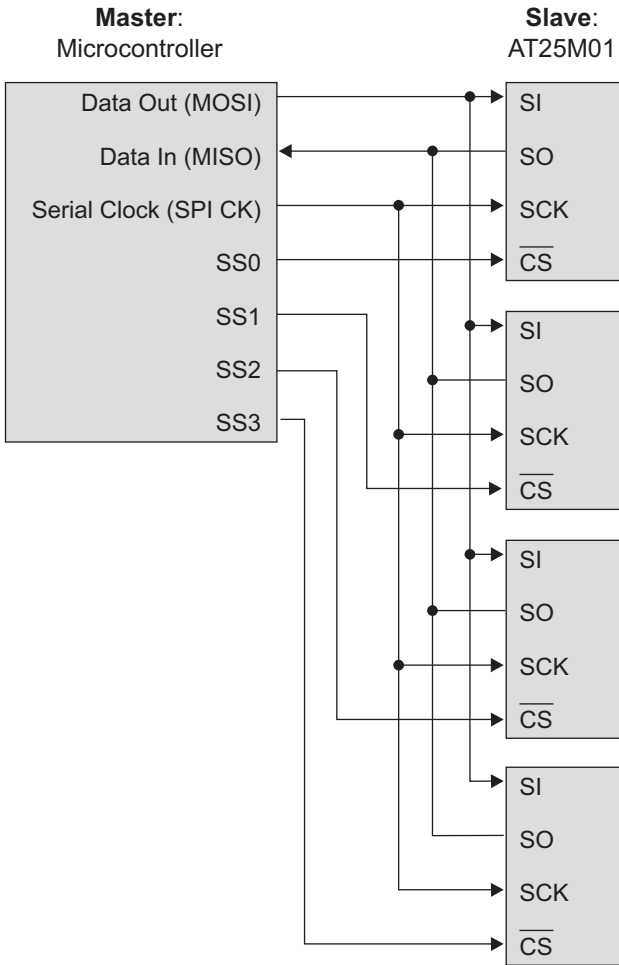 Master:
Microcontroller
Slave:
AT25M01
Data Out (MOSI)
Data In (MISO)
Serial Clock (SPI CK)
SS0
SS1
SS2
SS3
SI
SO
SCK
CS
SI
SO
SCK
CS
SI
SO
SCK
CS
SI
SO
SCK
CS